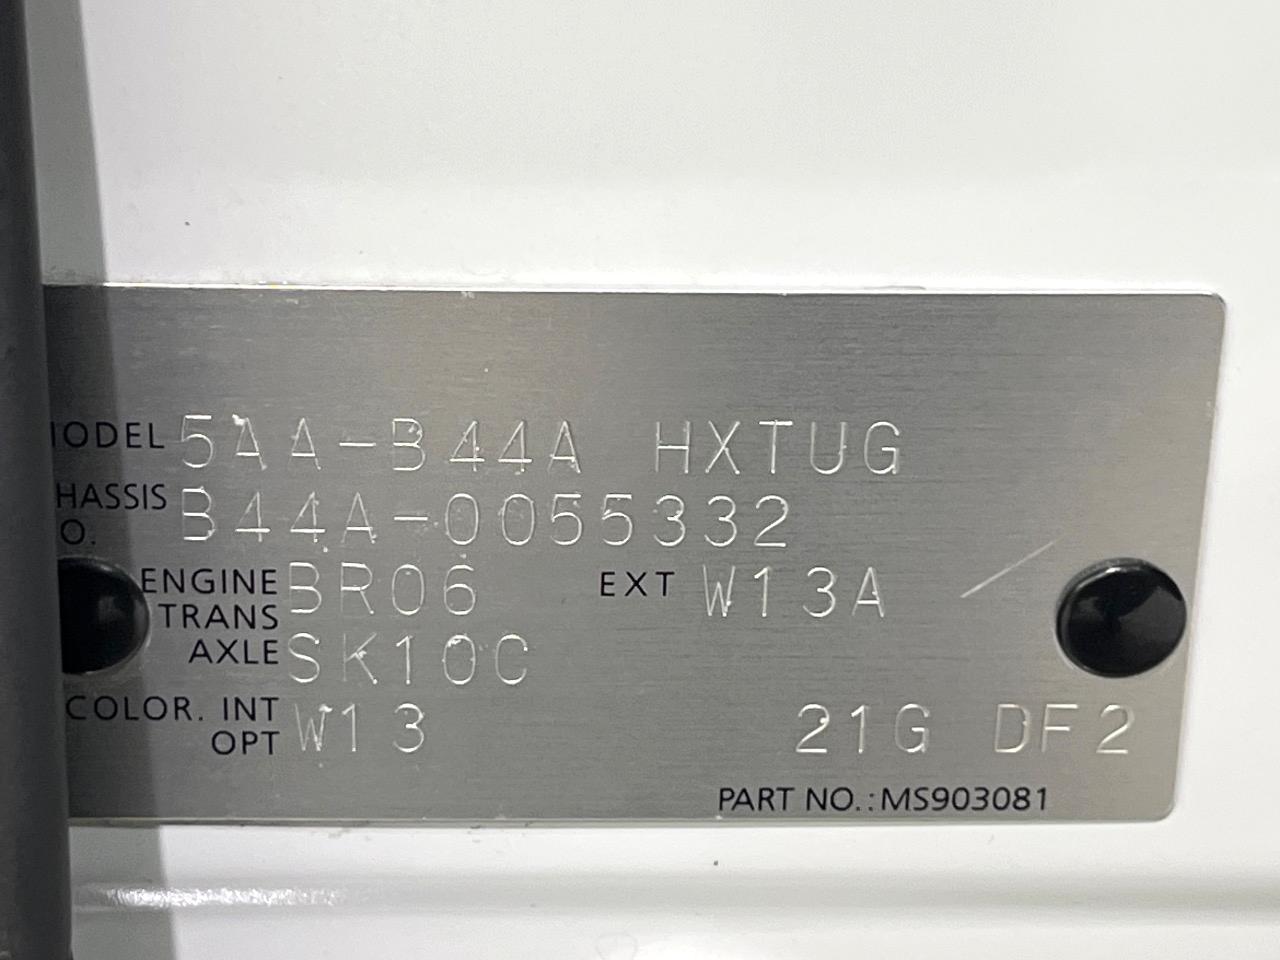 MODEL 5AA-B44A HXTUG
HASSIS B44A-0055332
O.
ENGINE BR06 EXT W13A
TRANS
AXLE SK10C
COLOR. INT W13
OPT 21G DF2
PART NO.:MS903081